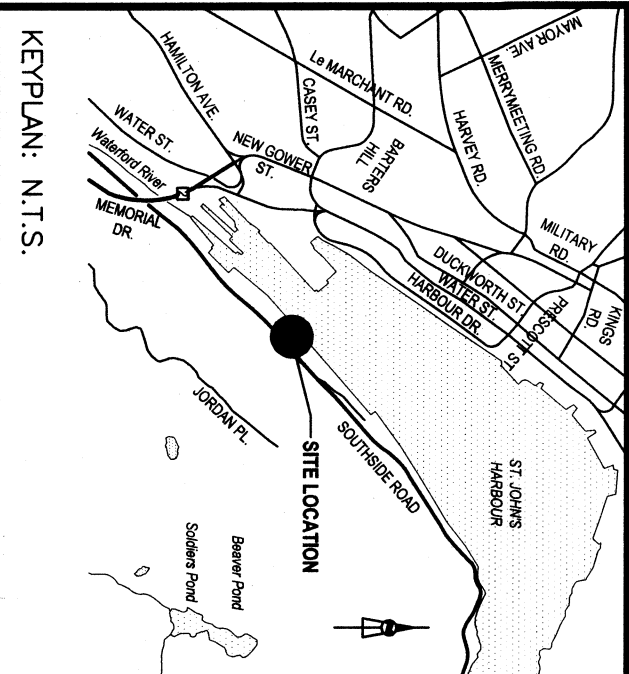 MAYOR AVE.
MERRYMEETING RD.
Le MARCHANT RD.
HARVEY RD.
HAMILTON AVE.
CASEY ST.
BARTERS
HILL
WATER ST.
NEW GOWER
ST.
Waterford River
MEMORIAL
DR.
MILITARY
RD.
KINGS
RD.
DUCKWORTH ST.
WATER ST.
HARBOUR DR.
PRESCOTT ST.
JORDAN PL.
SOUTHSIDE ROAD
SITE LOCATION
ST. JOHN'S
HARBOUR
Beaver Pond
Soldiers Pond
KEYPLAN: N.T.S.